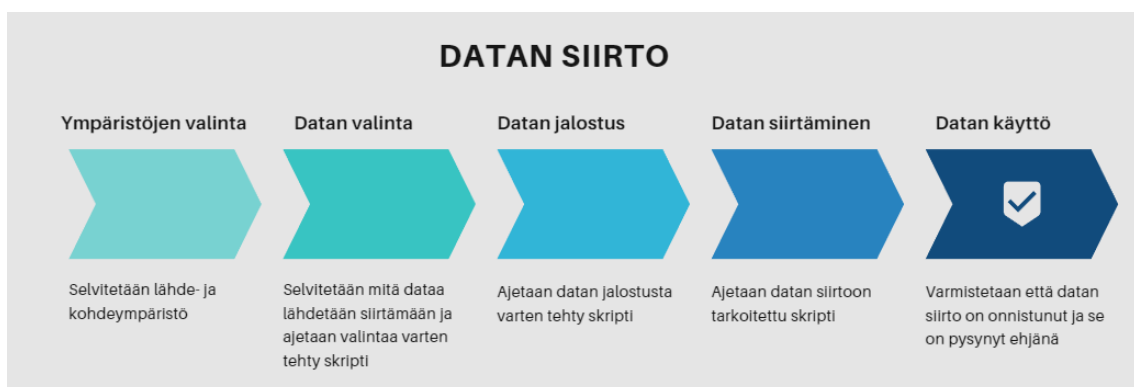 DATAN SIIRTO
Ympäristöjen valinta
Datan valinta
Datan jalostus
Datan siirtäminen
Datan käyttö
Selvitetään lähde- ja
kohdeympäristö
Selvitetään mitä dataa
lähdetään siirtämään ja
ajetaan valintaa varten
tehty skripti
Ajetaan datan jalostusta
varten tehty skripti
Ajetaan datan siirtoon
tarkoitettu skripti
Varmistetaan että datan
siirto on onnistunut ja se
on pysynyt ehjänä